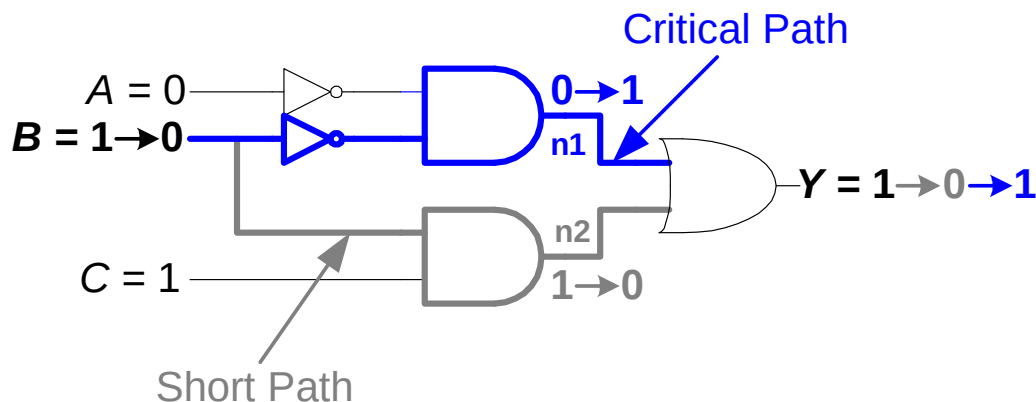 Critical Path
A = 0
0→1
B = 1→0
n1
Y = 1→0→1
n2
C = 1
1→0
Short Path